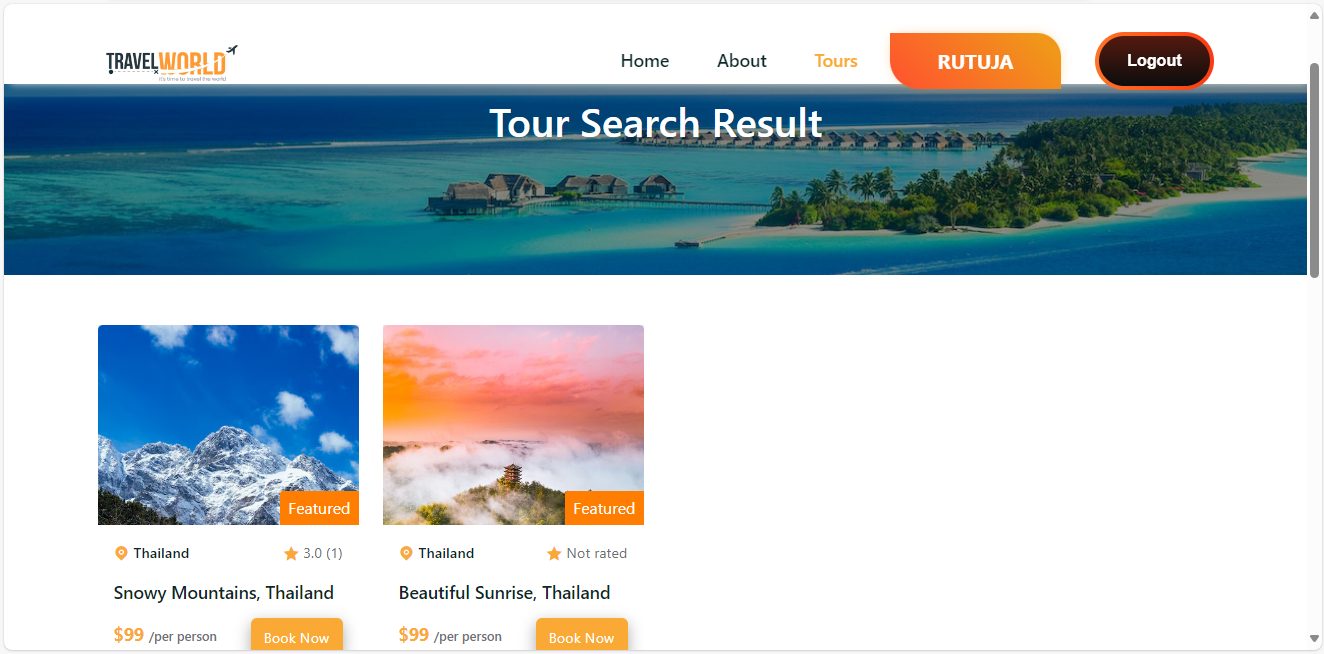 TRAVELWORLD
it's time to travel the world
Home About Tours RUTUJA Logout
Tour Search Result
Featured Featured
Thailand 3.0 (1) Thailand Not rated
Snowy Mountains, Thailand Beautiful Sunrise, Thailand
$99 /per person Book Now $99 /per person Book Now